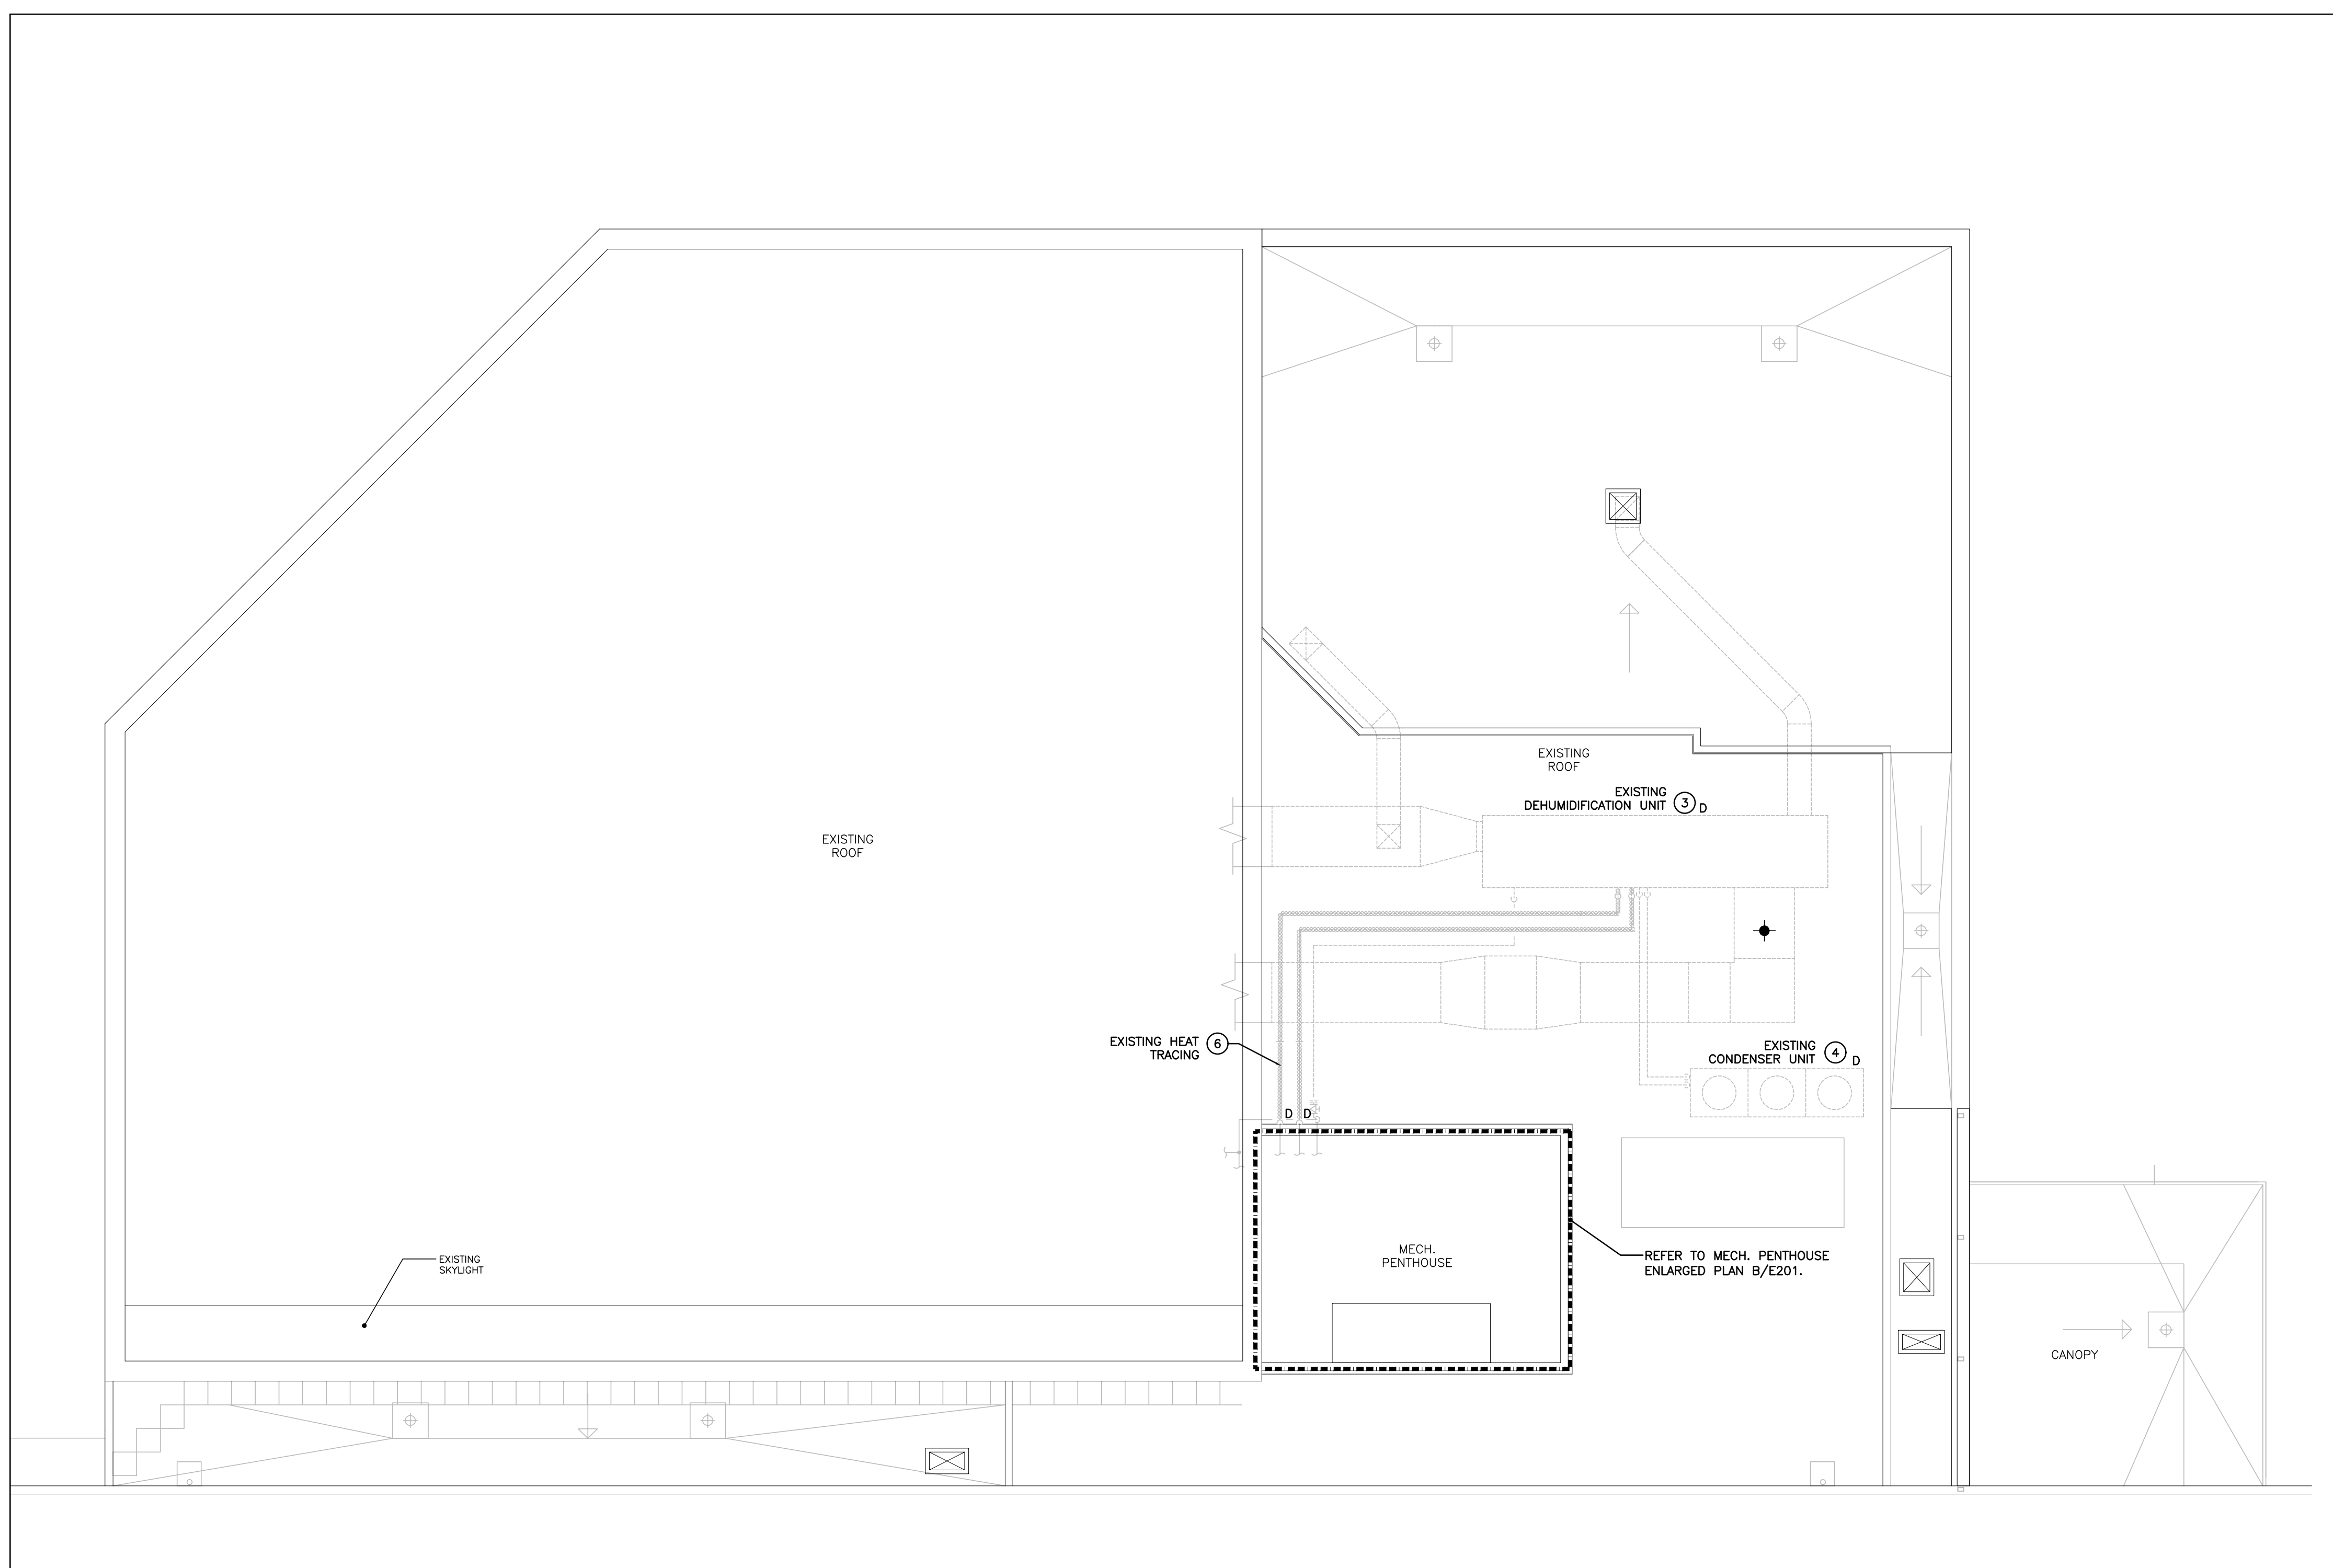 EXISTING
ROOF
EXISTING
DEHUMIDIFICATION UNIT 3 D
EXISTING
ROOF
EXISTING HEAT 6
TRACING
EXISTING
CONDENSER UNIT 4 D
D D
MECH.
PENTHOUSE
REFER TO MECH. PENTHOUSE
ENLARGED PLAN B/E201.
EXISTING
SKYLIGHT
CANOPY